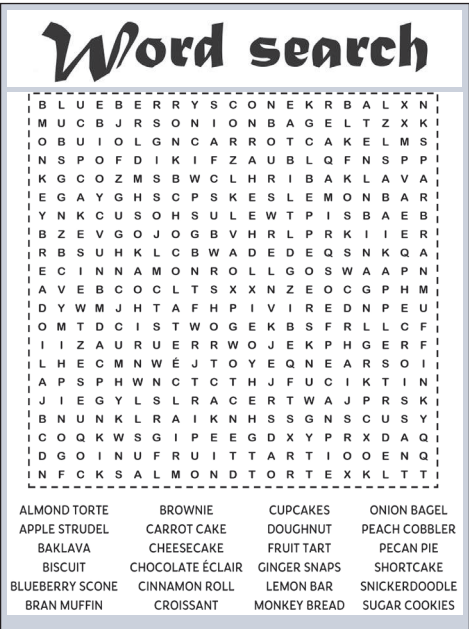 Word search
B L U E B E R R Y S C O N E K R B A L X N
M U C B J R S O N I O N B A G E L T Z X K
O B U I O L G N C A R R O T C A K E L M S
N S P O F D I K I F Z A U B L Q F N S P P
K G C O Z M S B W C L H R I B A K L A V A
E G A Y G H S C P S K E S L E M O N B A R
Y N K C U S O H S U L E W T P I S B A E B
B Z E V G O J O G B V H R L P R K I I E R
R B S U H K L C B W A D E D E Q S N K Q A
E C I N N A M O N R O L L G O S W A A P N
A V E B C O C L T S X X N Z E O C G P H M
D Y W M J H T A F H P I V I R E D N P E U
O M T D C I S T W O G E K B S F R L L C F
I I Z A U R U E R R W O J E K P H G E R F
L H E C M N W É J T O Y E Q N E A R S O I
A P S P H W N C T C T H J F U C I K T I N
J I E G Y L S L R A C E R T W A J P R S K
B N U N K L R A I K N H S S G N S C U S Y
C O Q K W S G I P E E G D X Y P R X D A Q
D G O I N U F R U I T T A R T I O O E N Q
N F C K S A L M O N D T O R T E X K L T T
ALMOND TORTE BROWNIE CUPCAKES ONION BAGEL
APPLE STRUDEL CARROT CAKE DOUGHNUT PEACH COBBLER
BAKLAVA CHEESECAKE FRUIT TART PECAN PIE
BISCUIT CHOCOLATE ÉCLAIR GINGER SNAPS SHORTCAKE
BLUEBERRY SCONE CINNAMON ROLL LEMON BAR SNICKERDOODLE
BRAN MUFFIN CROISSANT MONKEY BREAD SUGAR COOKIES